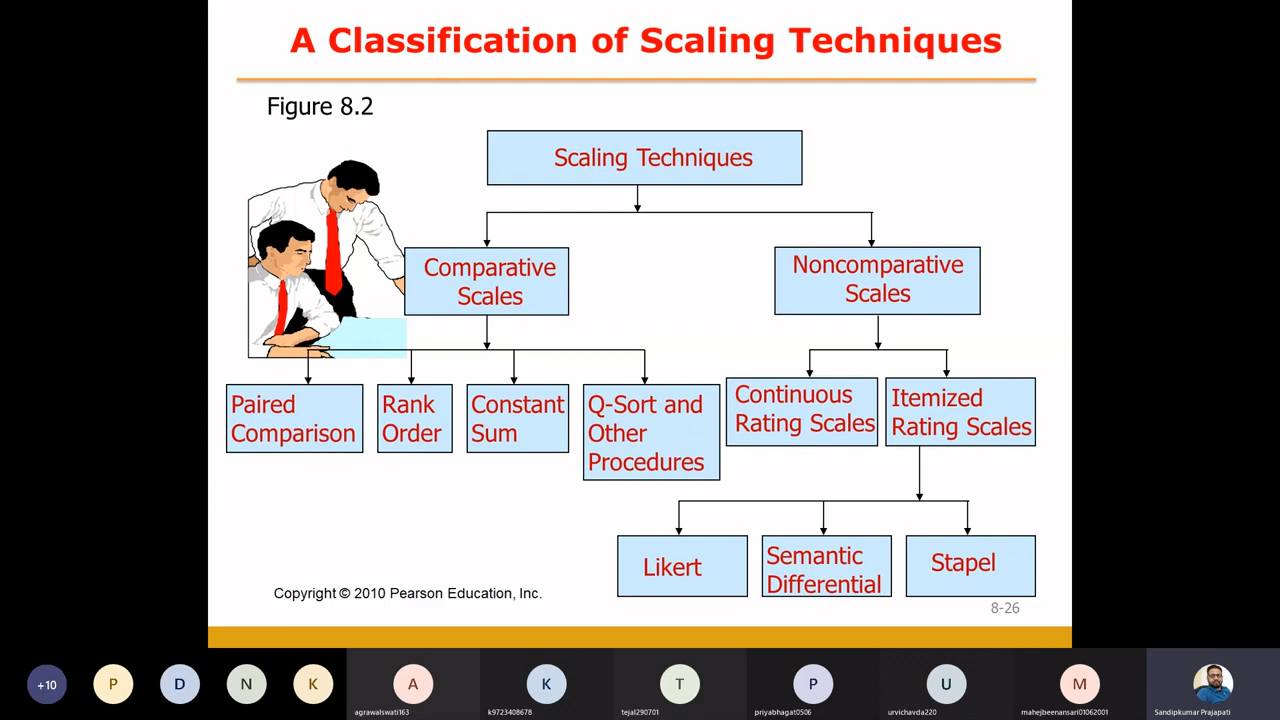 A Classification of Scaling Techniques
Figure 8.2
Scaling Techniques
Comparative
Scales
Noncomparative
Scales
Paired
Comparison
Rank
Order
Constant
Sum
Q-Sort and
Other
Procedures
Continuous
Rating Scales
Itemized
Rating Scales
Likert
Semantic
Differential
Stapel
Copyright © 2010 Pearson Education, Inc.
8-26
+10
P
D
N
K
A
K
T
P
U
M
agrawalswati163
k9723408678
tejal290701
priyabhagat0506
urvichavda220
mahejbeenansari01062001
Sandipkumar Prajapati